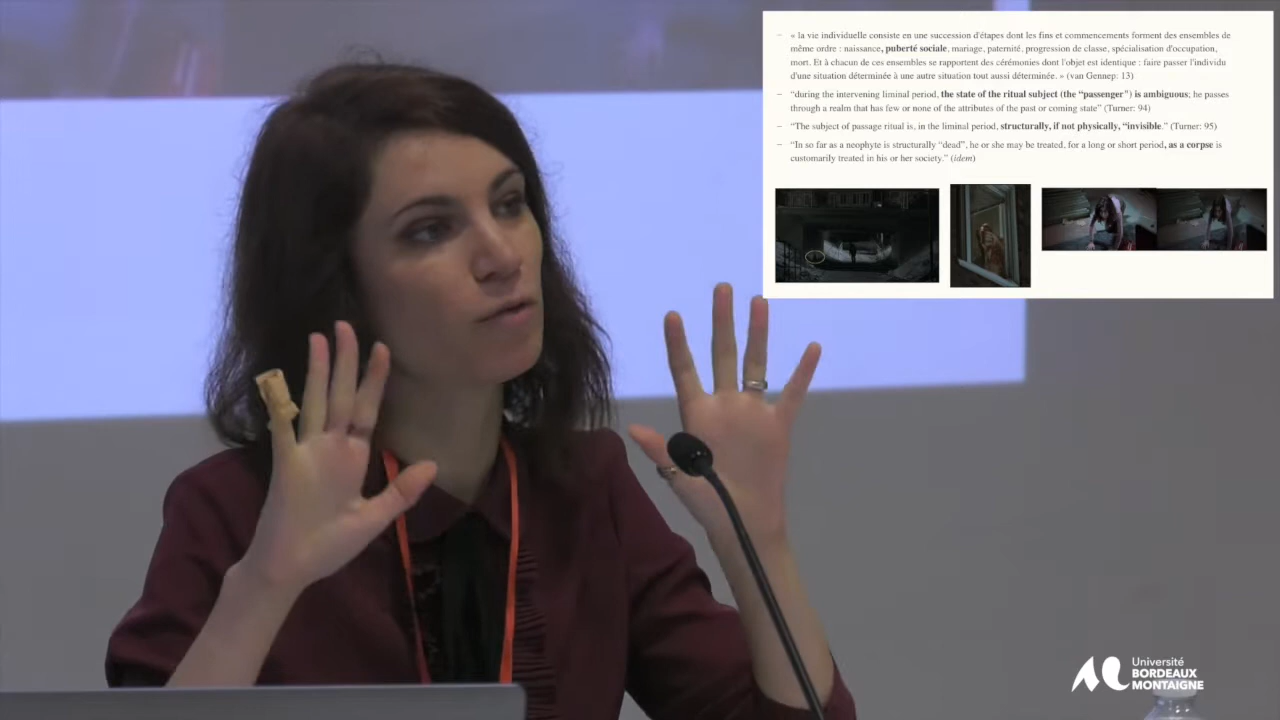 – « la vie individuelle consiste en une succession d'étapes dont les fins et commencements forment des ensembles de
même ordre : naissance, puberté sociale, mariage, paternité, progression de classe, spécialisation d'occupation,
mort. Et à chacun de ces ensembles se rapportent des cérémonies dont l'objet est identique : faire passer l'individu
d'une situation déterminée à une autre situation tout aussi déterminée. » (van Gennep: 13)
– “during the intervening liminal period, the state of the ritual subject (the “passenger”) is ambiguous; he passes
through a realm that has few or none of the attributes of the past or coming state” (Turner: 94)
– “The subject of passage ritual is, in the liminal period, structurally, if not physically, “invisible.” (Turner: 95)
– “In so far as a neophyte is structurally “dead”, he or she may be treated, for a long or short period, as a corpse is
customarily treated in his or her society.” (idem)
Université
BORDEAUX
MONTAIGNE